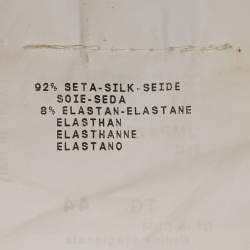 92% SETA-SILK-SEIDE
SOIE-SEDA
8% ELASTAN-ELASTANE
ELASTHAN
ELASTHANNE
ELASTANO